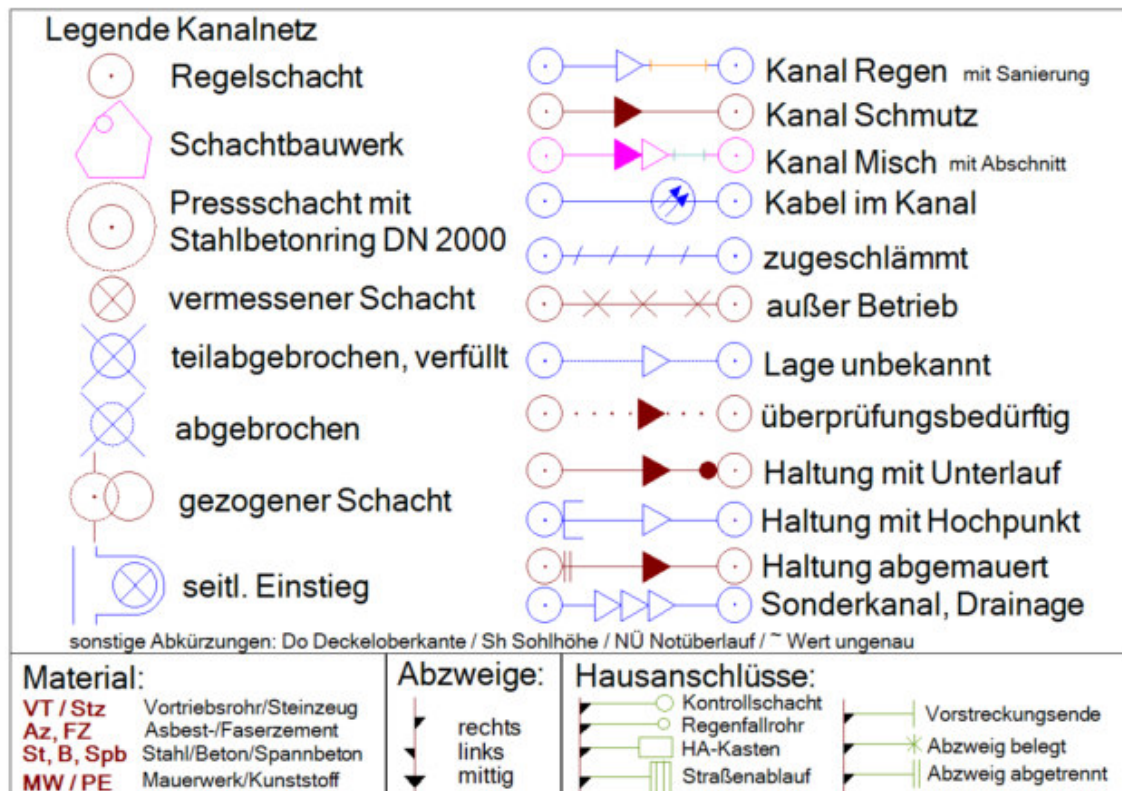 Legende Kanalnetz
Regelschacht
Schachtbauwerk
Pressschacht mit
Stahlbetonring DN 2000
vermessener Schacht
teilabgebrochen, verfüllt
abgebrochen
gezogener Schacht
seitl. Einstieg
Kanal Regen mit Sanierung
Kanal Schmutz
Kanal Misch mit Abschnitt
Kabel im Kanal
zugeschlämmt
außer Betrieb
Lage unbekannt
überprüfungsbedürftig
Haltung mit Unterlauf
Haltung mit Hochpunkt
Haltung abgemauert
Sonderkanal, Drainage
sonstige Abkürzungen: Do Deckeloberkante / Sh Sohlhöhe / NÜ Notüberlauf / ~ Wert ungenau
Material:
VT / Stz Vortriebsrohr/Steinzeug
Az, FZ Asbest-/Faserzement
St, B, Spb Stahl/Beton/Spannbeton
MW / PE Mauerwerk/Kunststoff
Abzweige:
rechts
links
mittig
Hausanschlüsse:
Kontrollschacht
Regenfallrohr
HA-Kasten
Straßenablauf
Vorstreckungsende
Abzweig belegt
Abzweig abgetrennt